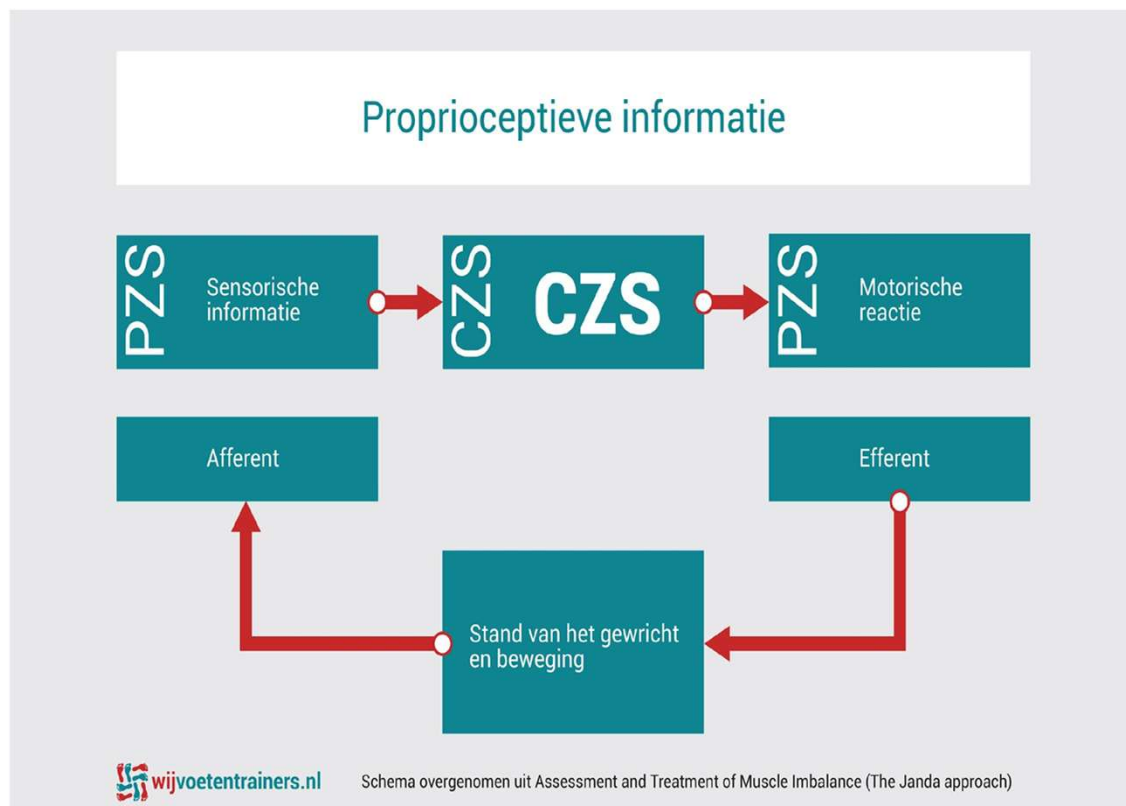 Proprioceptieve informatie
PZS
Sensorische
informatie
CZS
CZS
PZS
Motorische
reactie
Afferent
Efferent
Stand van het gewricht
en beweging
wijvoetentrainers.nl
Schema overgenomen uit Assessment and Treatment of Muscle Imbalance (The Janda approach)